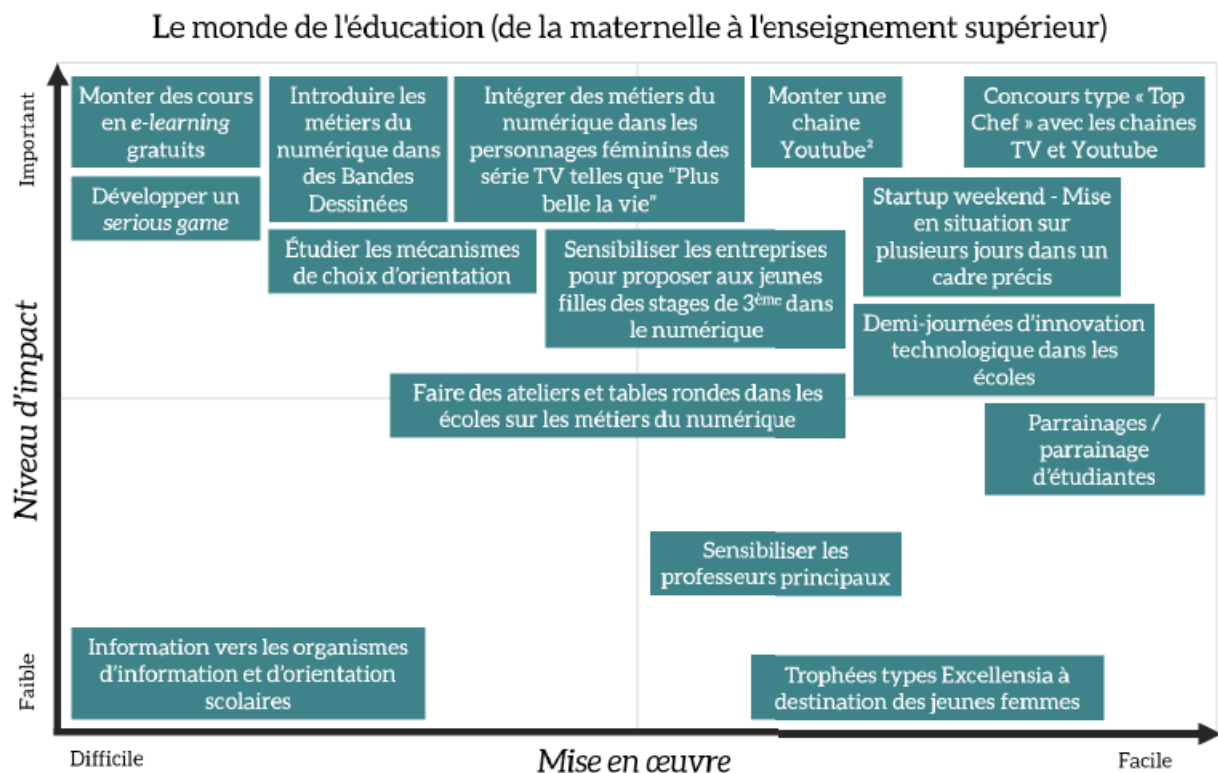 Le monde de l'éducation (de la maternelle à l'enseignement supérieur)
Important
Niveau d'impact
Faible
Monter des cours
en e-learning
gratuits
Introduire les
métiers du
numérique dans
des Bandes
Dessinées
Intégrer des métiers du
numérique dans les
personnages féminins des
série TV telles que "Plus
belle la vie"
Monter une
chaine
Youtube²
Concours type « Top
Chef » avec les chaines
TV et Youtube
Développer un
serious game
Startup weekend - Mise
en situation sur
plusieurs jours dans un
cadre précis
Étudier les mécanismes
de choix d'orientation
Sensibiliser les entreprises
pour proposer aux jeunes
filles des stages de 3ème dans
le numérique
Demi-journées d'innovation
technologique dans les
écoles
Faire des ateliers et tables rondes dans les
écoles sur les métiers du numérique
Parrainages /
parrainage
d'étudiantes
Sensibiliser les
professeurs principaux
Information vers les organismes
d'information et d'orientation
scolaires
Trophées types Excellensia à
destination des jeunes femmes
Difficile
Mise en œuvre
Facile